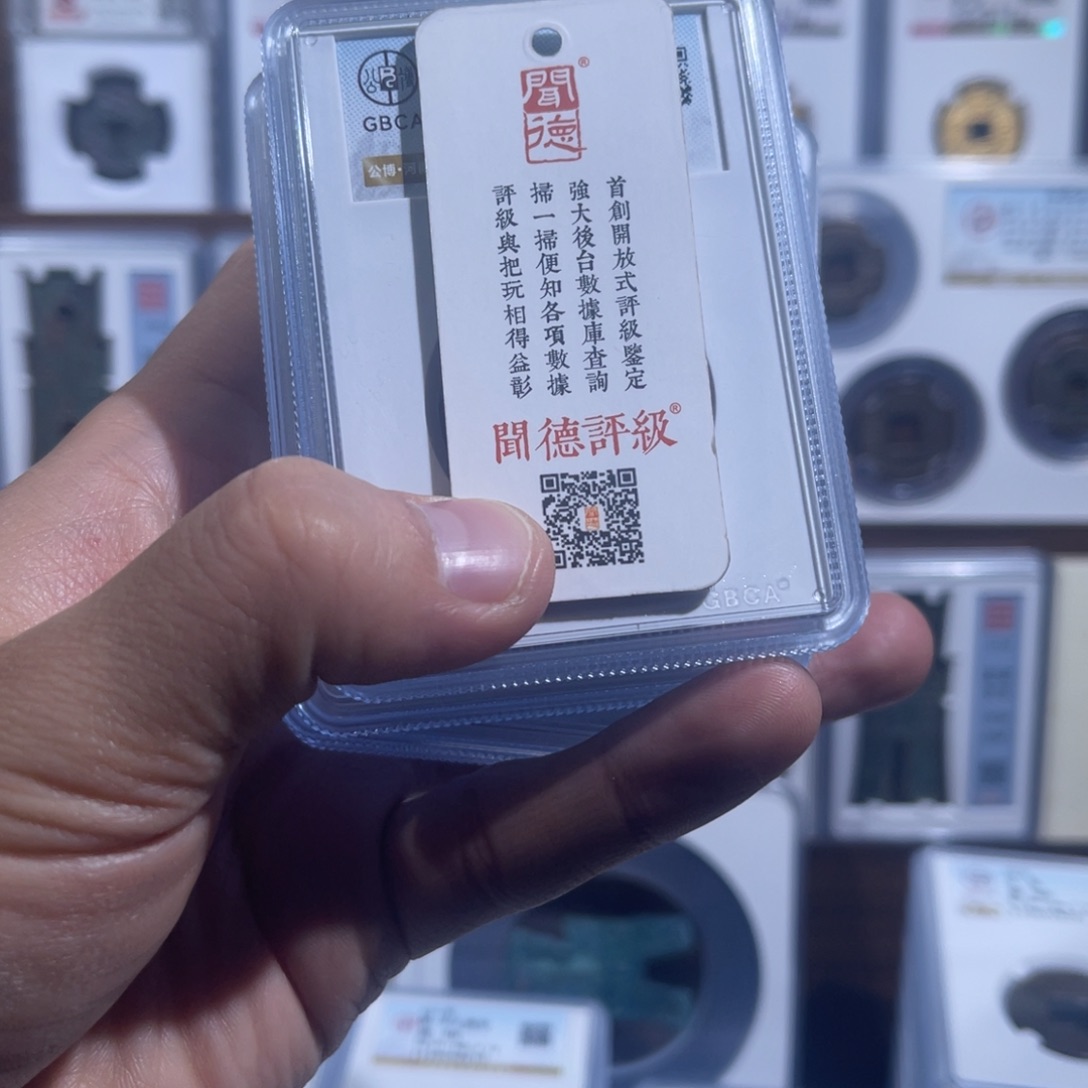 聞德®
首創開放式評級鑒定
強大後台數據庫查詢
掃一掃便知各項數據
評級與把玩相得益彰
聞德評級®
GBCA
公博·
GBCA